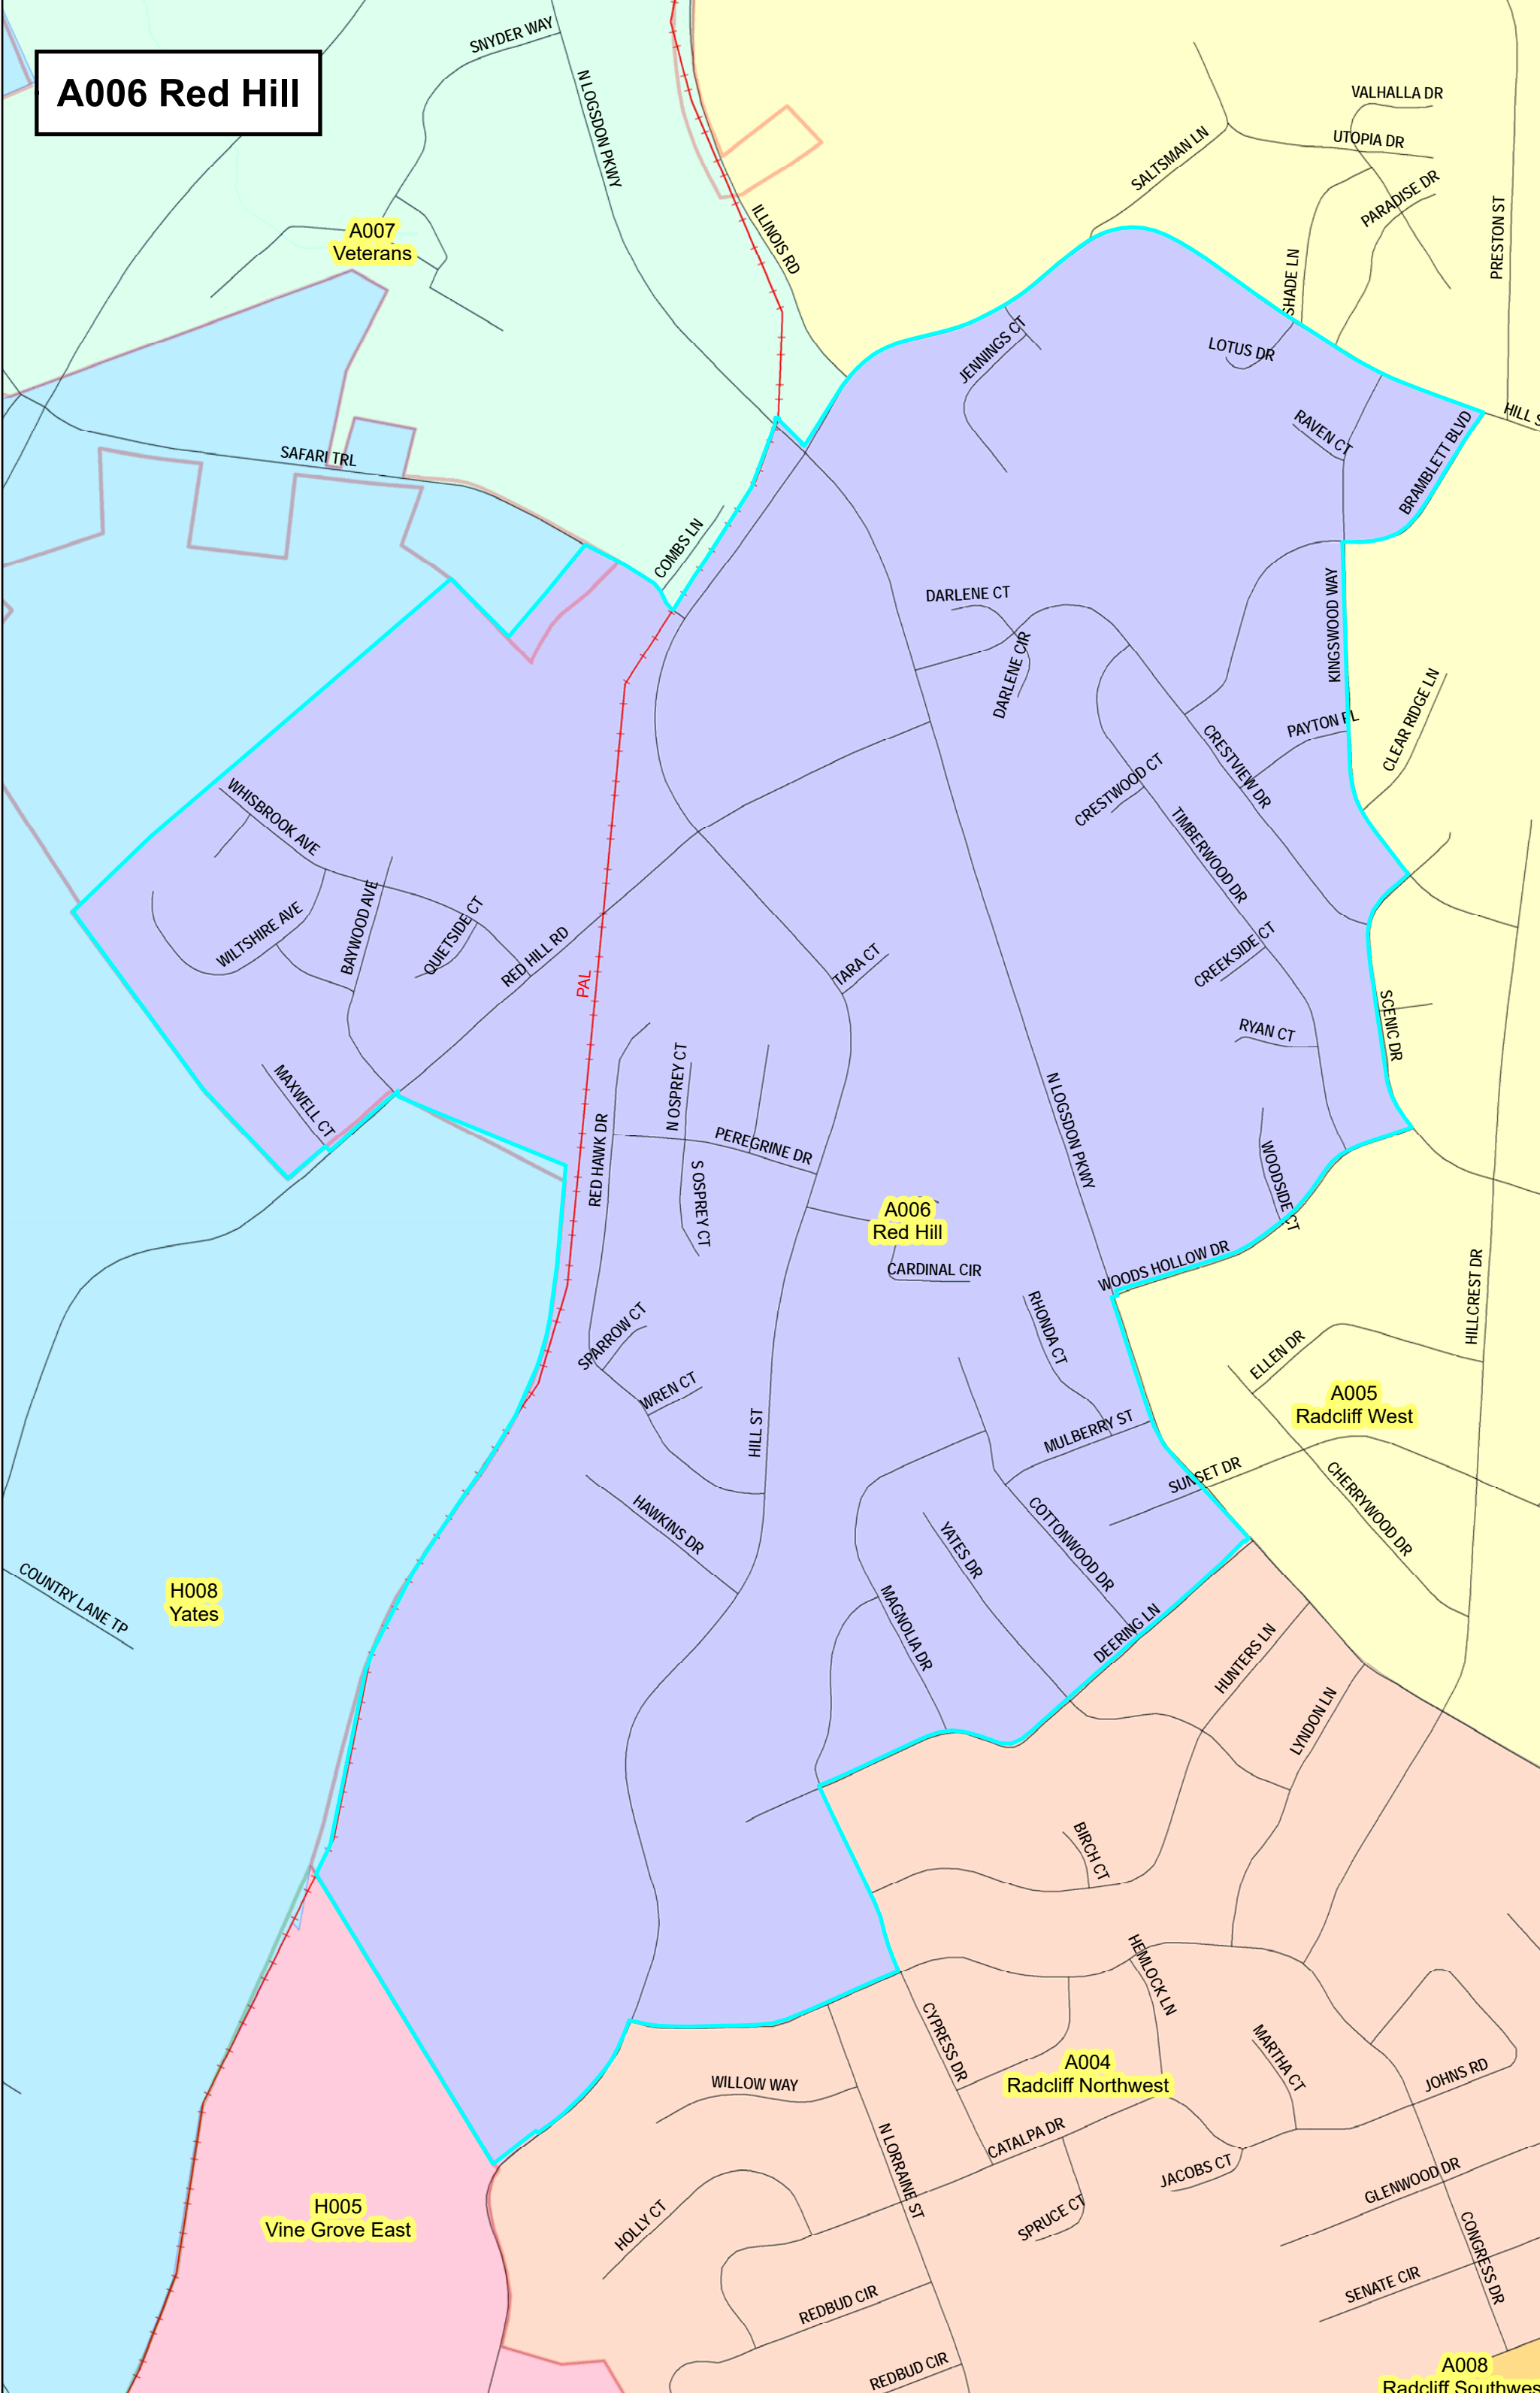 A006 Red Hill
SNYDER WAY
N LOGSDON PKWY
VALHALLA DR
UTOPIA DR
SALTSMAN LN
PARADISE DR
PRESTON ST
A007
Veterans
ILLINOIS RD
SHADE LN
JENNINGS CT
LOTUS DR
HILL S
RAVEN CT
BRAMBLETT BLVD
SAFARI TRL
COMBS LN
DARLENE CT
KINGSWOOD WAY
DARLENE CIR
CLEAR RIDGE LN
PAYTON PL
CRESTVIEW DR
CRESTWOOD CT
WHISBROOK AVE
TIMBERWOOD DR
BAYWOOD AVE
WILTSHIRE AVE
QUIETSIDE CT
RED HILL RD
TARA CT
CREEKSIDE CT
PAL
SCENIC DR
RYAN CT
MAXWELL CT
N OSPREY CT
N LOGSDON PKWY
RED HAWK DR
PEREGRINE DR
S OSPREY CT
WOODSIDE CT
A006
Red Hill
CARDINAL CIR
WOODS HOLLOW DR
HILLCREST DR
RHONDA CT
SPARROW CT
ELLEN DR
WREN CT
A005
Radcliff West
HILL ST
MULBERRY ST
SUNSET DR
CHERRYWOOD DR
HAWKINS DR
COTTONWOOD DR
YATES DR
COUNTRY LANE TP
H008
Yates
MAGNOLIA DR
DEERING LN
HUNTERS LN
LYNDON LN
BIRCH CT
HEMLOCK LN
CYPRESS DR
MARTHA CT
A004
Radcliff Northwest
JOHNS RD
WILLOW WAY
CATALPA DR
N LORRAINE ST
JACOBS CT
GLENWOOD DR
H005
Vine Grove East
HOLLY CT
SPRUCE CT
CONGRESS DR
SENATE CIR
REDBUD CIR
REDBUD CIR
A008
Radcliff Southwes